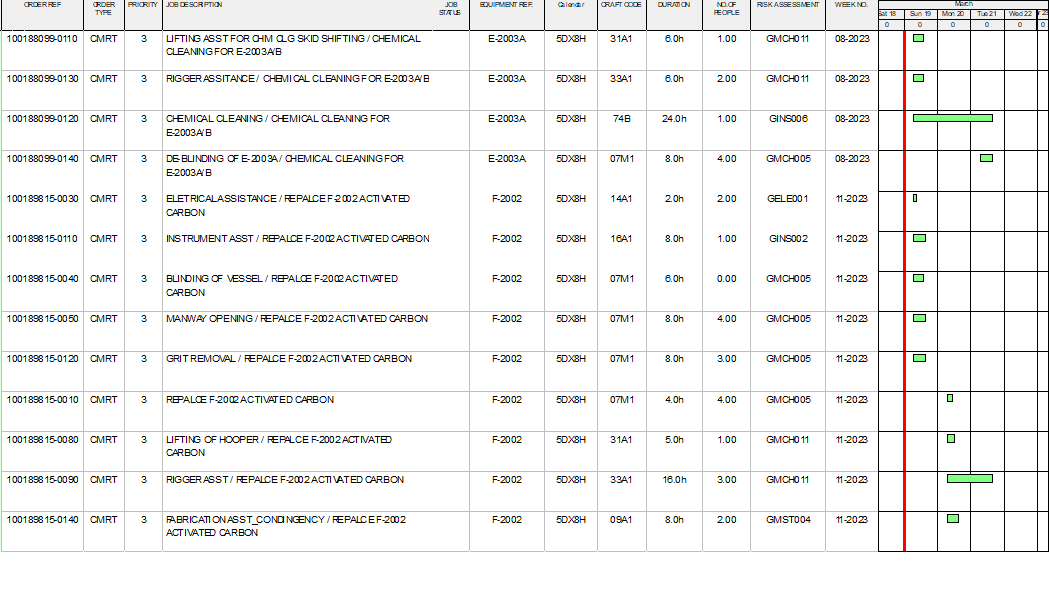 ORDER REF ORDER TYPE PRIORITY JOB DESCRIPTION JOB STATUS EQUIPMENT REF. Calendar CRAFT CODE DURATION NO.OF PEOPLE RISK ASSESSMENT WEEK NO. March
Sat 18 Sun 19 Mon 20 Tue 21 Wed 22
0 0 0 0 0 0
100188099-0110 CMRT 3 LIFTING ASST FOR CHM CLG SKID SHIFTING / CHEMICAL E-2003A 5DX8H 31A1 6.0h 1.00 GMCH011 08-2023
CLEANING FOR E-2003A/B
100188099-0130 CMRT 3 RIGGER ASSITANCE / CHEMICAL CLEANING FOR E-2003A/B E-2003A 5DX8H 33A1 6.0h 2.00 GMCH011 08-2023
100188099-0120 CMRT 3 CHEMICAL CLEANING / CHEMICAL CLEANING FOR E-2003A 5DX8H 74B 24.0h 1.00 GINS006 08-2023
E-2003A/B
100188099-0140 CMRT 3 DE-BLINDING OF E-2003A / CHEMICAL CLEANING FOR E-2003A 5DX8H 07M1 8.0h 4.00 GMCH005 08-2023
E-2003A/B
100189815-0030 CMRT 3 ELETRICAL ASSISTANCE / REPALCE F-2002 ACTIVATED F-2002 5DX8H 14A1 2.0h 2.00 GELE001 11-2023
CARBON
100189815-0110 CMRT 3 INSTRUMENT ASST / REPALCE F-2002 ACTIVATED CARBON F-2002 5DX8H 16A1 8.0h 1.00 GINS002 11-2023
100189815-0040 CMRT 3 BLINDING OF VESSEL / REPALCE F-2002 ACTIVATED F-2002 5DX8H 07M1 6.0h 0.00 GMCH005 11-2023
CARBON
100189815-0050 CMRT 3 MANWAY OPENING / REPALCE F-2002 ACTIVATED CARBON F-2002 5DX8H 07M1 8.0h 4.00 GMCH005 11-2023
100189815-0120 CMRT 3 GRIT REMOVAL / REPALCE F-2002 ACTIVATED CARBON F-2002 5DX8H 07M1 8.0h 3.00 GMCH005 11-2023
100189815-0010 CMRT 3 REPALCE F-2002 ACTIVATED CARBON F-2002 5DX8H 07M1 4.0h 4.00 GMCH005 11-2023
100189815-0080 CMRT 3 LIFTING OF HOOPER / REPALCE F-2002 ACTIVATED F-2002 5DX8H 31A1 5.0h 1.00 GMCH011 11-2023
CARBON
100189815-0090 CMRT 3 RIGGER ASST / REPALCE F-2002 ACTIVATED CARBON F-2002 5DX8H 33A1 16.0h 3.00 GMCH011 11-2023
100189815-0140 CMRT 3 FABRICATION ASST_CONDINGENCY / REPALCE F-2002 F-2002 5DX8H 09A1 8.0h 2.00 GMST004 11-2023
ACTIVATED CARBON